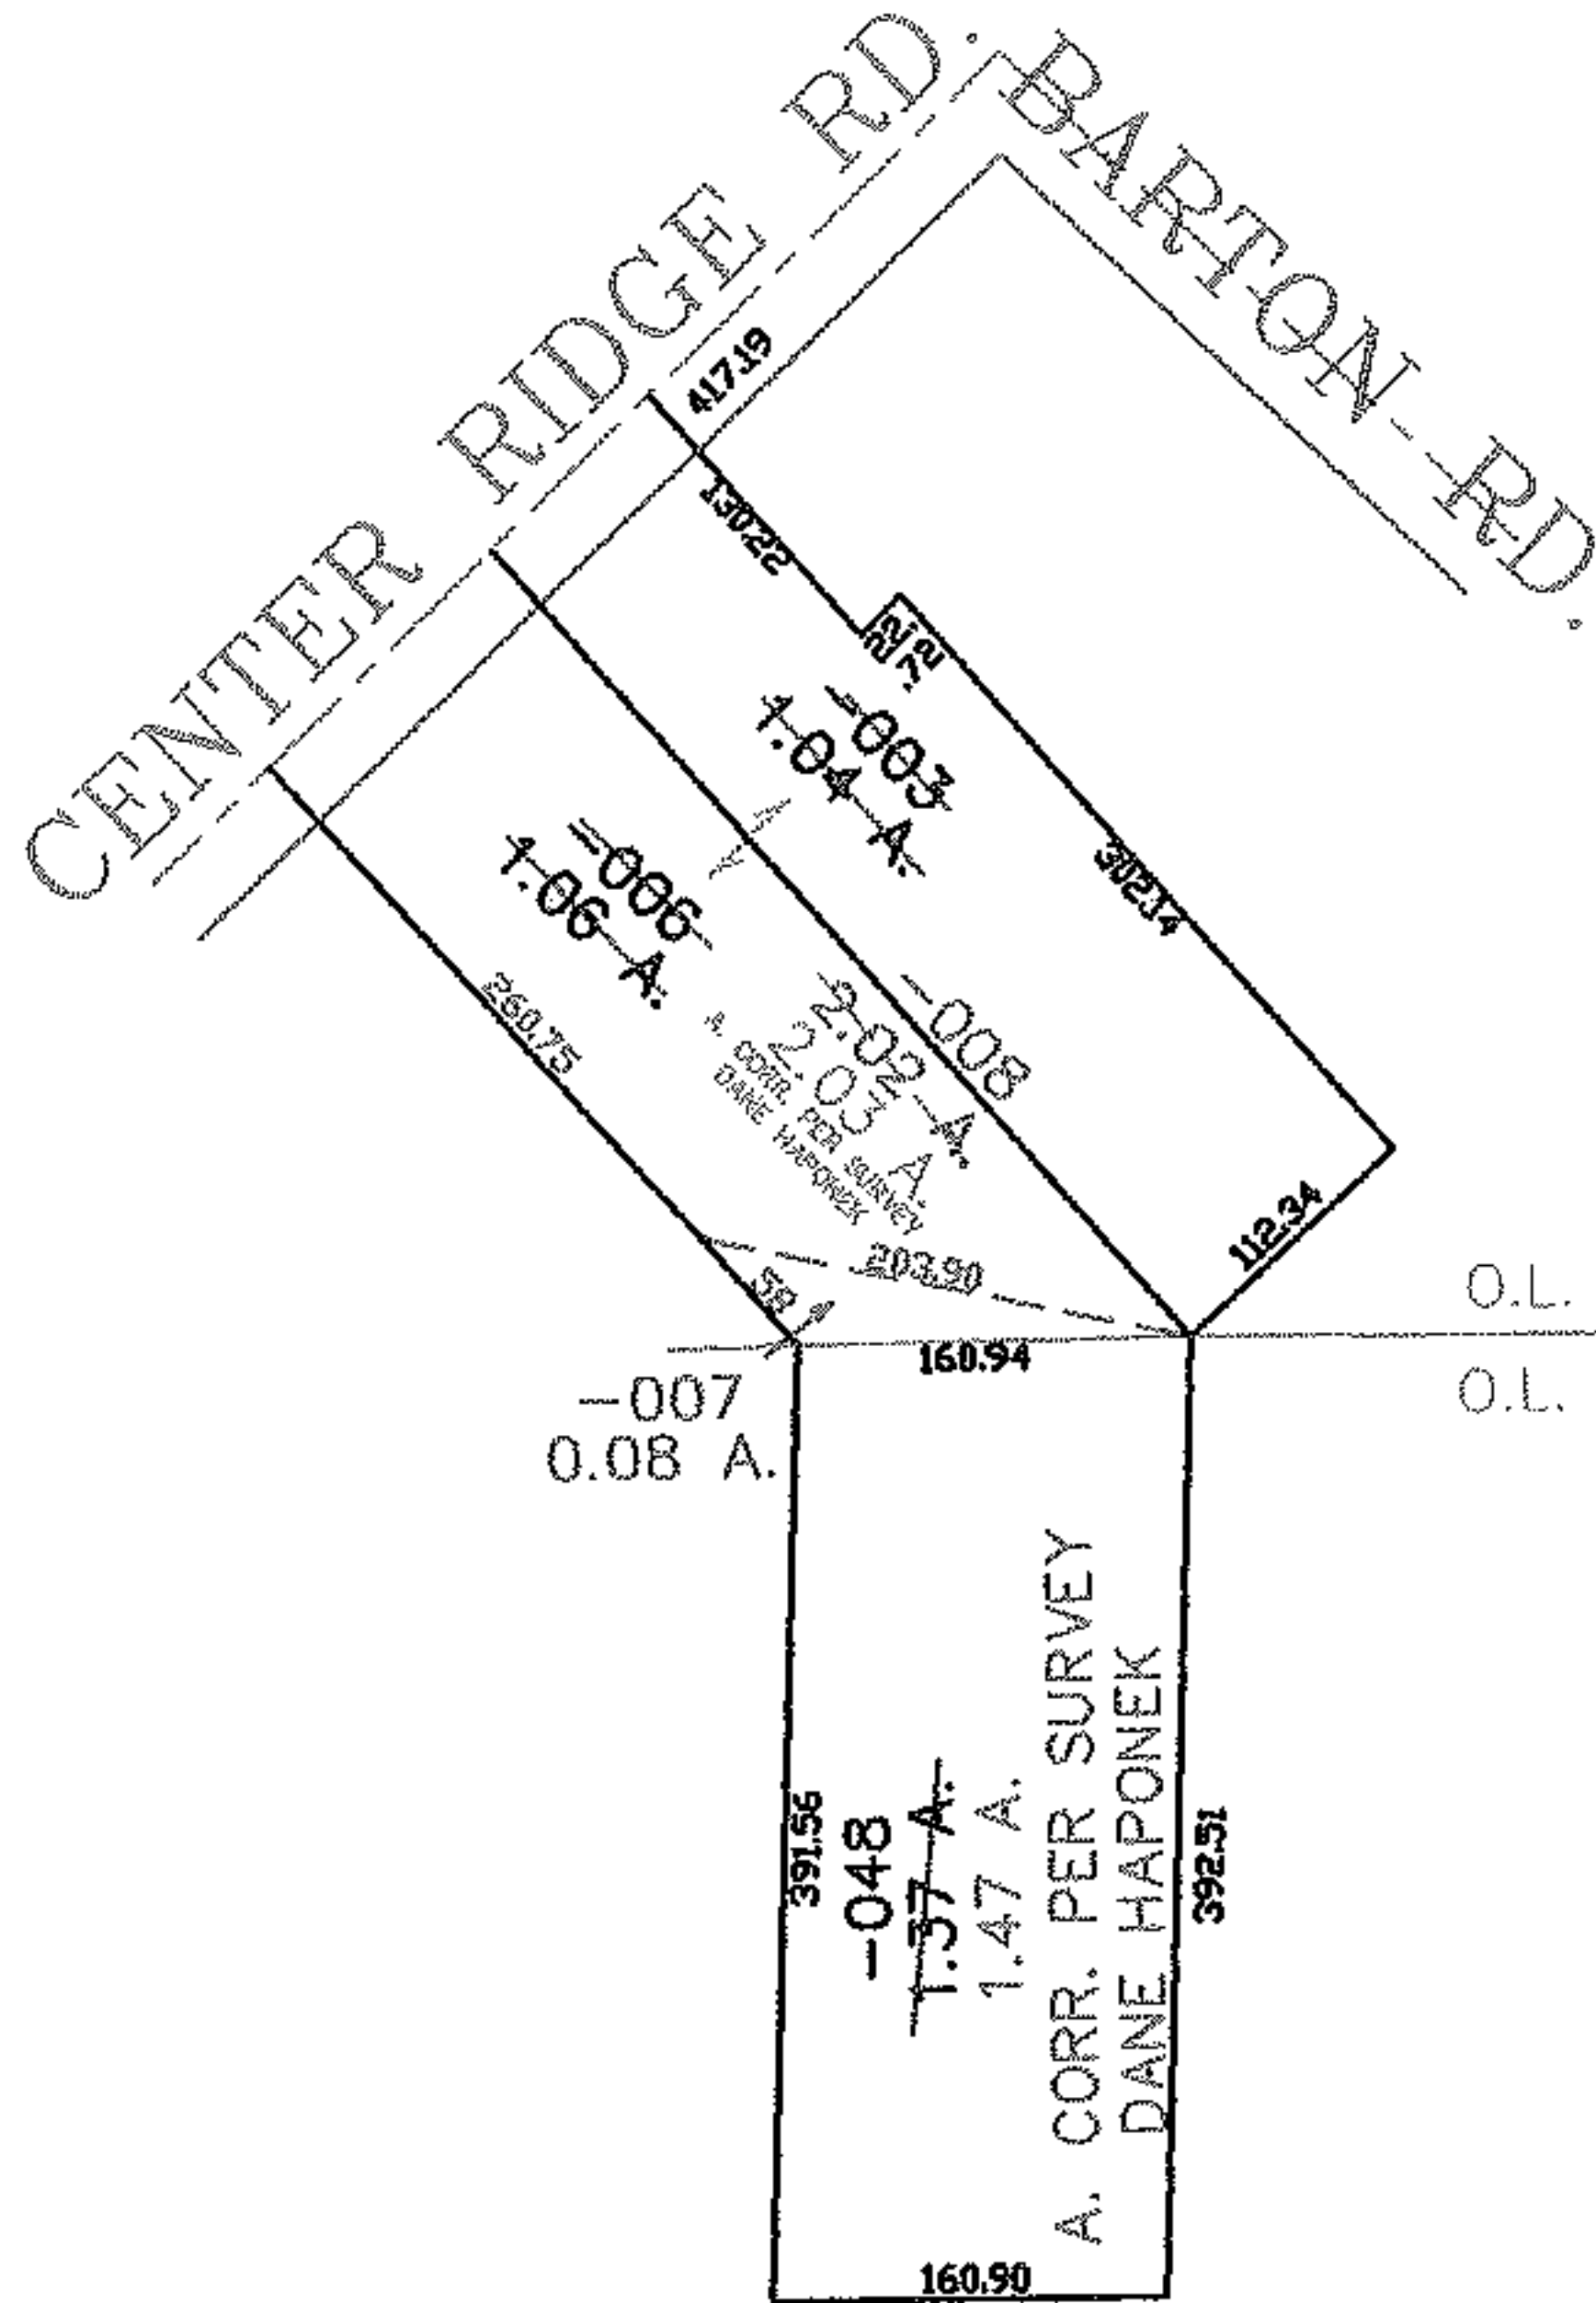 CENTER RIDGE RD.
BARTON RD.
417.19
130.22
22.72
-003
1.04 A.
302.14
-006
1.06 A.
260.75
-008
2.02 A.
2.03 A.
A. CORR. PER SURVEY
DANE HAPONEK
112.34
203.90
58
O.L.
160.94
O.L.
-007
0.08 A.
391.56
-048
1.37 A.
1.47 A.
A. CORR. PER SURVEY
DANE HAPONEK
392.51
160.90